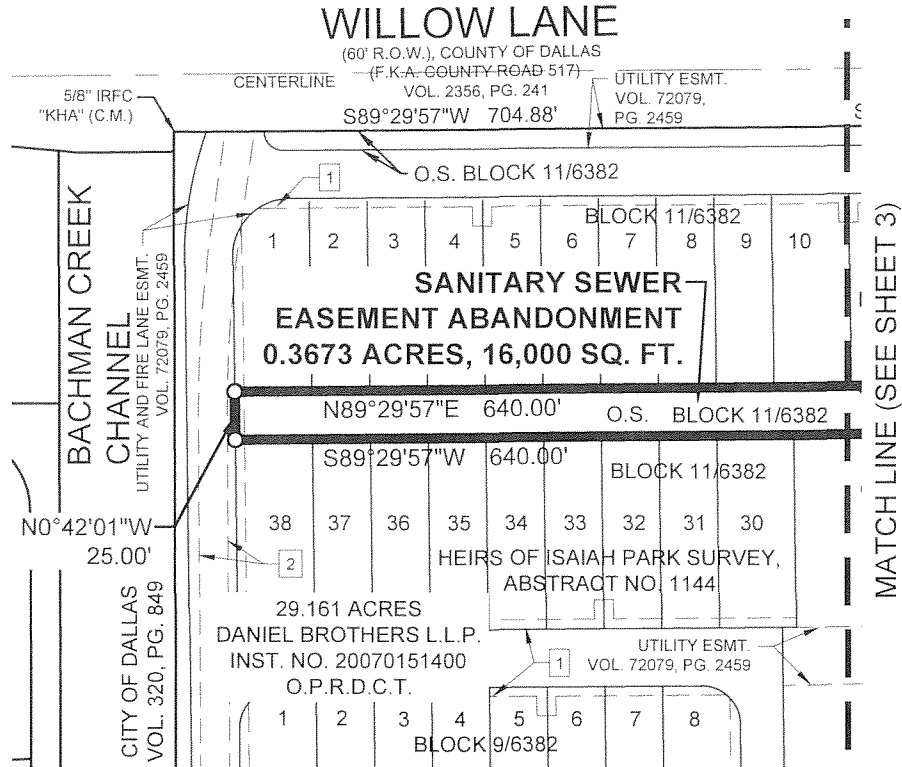 WILLOW LANE
(60' R.O.W.), COUNTY OF DALLAS
(F.K.A. COUNTY ROAD 517)
VOL. 2356, PG. 241
CENTERLINE
S89°29'57"W 704.88'
5/8" IRFC
"KHA" (C.M.)
UTILITY ESMT.
VOL. 72079,
PG. 2459
O.S. BLOCK 11/6382
1
BLOCK 11/6382
1 2 3 4 5 6 7 8 9 10
SANITARY SEWER
EASEMENT ABANDONMENT
0.3673 ACRES, 16,000 SQ. FT.
BACHMAN CREEK
CHANNEL
UTILITY AND FIRE LANE ESMT.
VOL. 72079, PG. 2459
MATCH LINE (SEE SHEET 3)
N89°29'57"E 640.00'
O.S. BLOCK 11/6382
S89°29'57"W 640.00'
BLOCK 11/6382
N0°42'01"W
25.00'
38 37 36 35 34 33 32 31 30
2
HEIRS OF ISAIAH PARK SURVEY,
ABSTRACT NO. 1144
CITY OF DALLAS
VOL. 320, PG. 849
29.161 ACRES
DANIEL BROTHERS L.L.P.
INST. NO. 20070151400
O.P.R.D.C.T.
1
UTILITY ESMT.
VOL. 72079, PG. 2459
1 2 3 4 5 6 7 8
BLOCK 9/6382